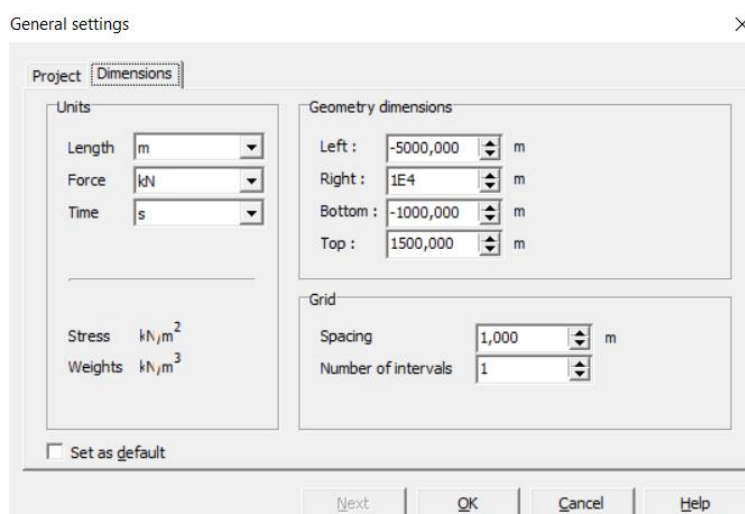 General settings
Project Dimensions
Units
Length m
Force kN
Time s
Stress kN/m²
Weights kN/m³
Geometry dimensions
Left : -5000,000 m
Right : 1E4 m
Bottom : -1000,000 m
Top : 1500,000 m
Grid
Spacing 1,000 m
Number of intervals 1
Set as default
Next OK Cancel Help